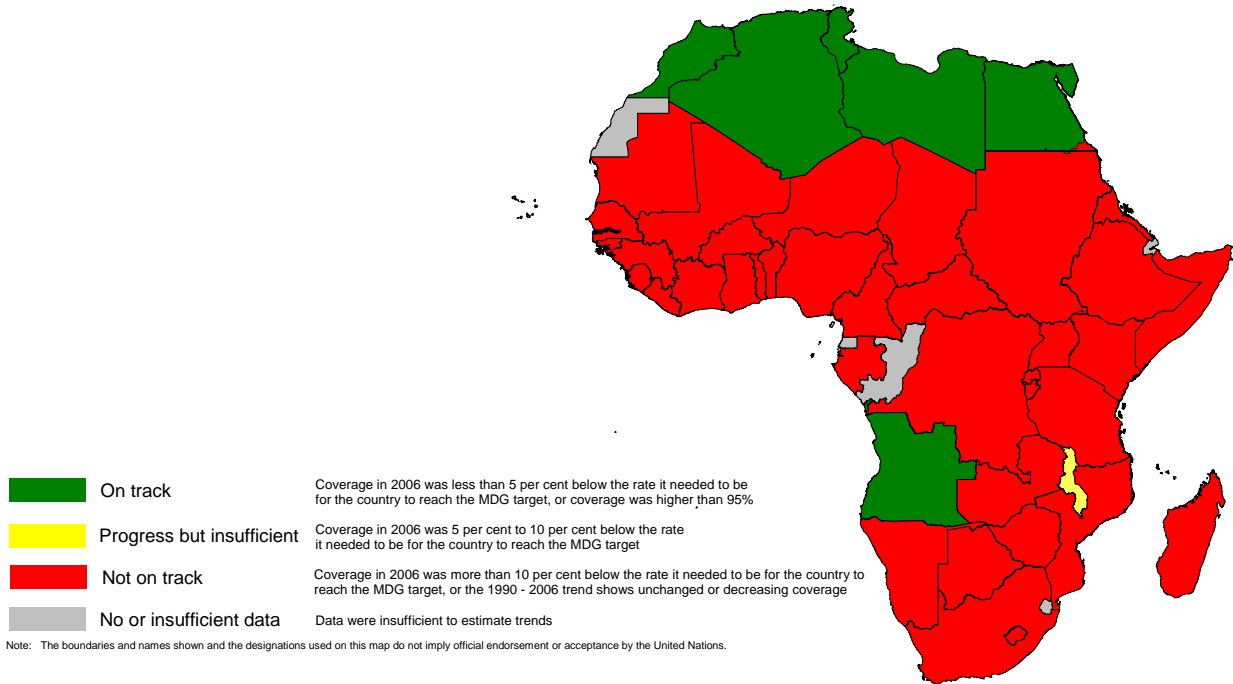 On track
Coverage in 2006 was less than 5 per cent below the rate it needed to be
for the country to reach the MDG target, or coverage was higher than 95%
Progress but insufficient
Coverage in 2006 was 5 per cent to 10 per cent below the rate
it needed to be for the country to reach the MDG target
Not on track
Coverage in 2006 was more than 10 per cent below the rate it needed to be for the country to
reach the MDG target, or the 1990 - 2006 trend shows unchanged or decreasing coverage
No or insufficient data
Data were insufficient to estimate trends
Note: The boundaries and names shown and the designations used on this map do not imply official endorsement or acceptance by the United Nations.